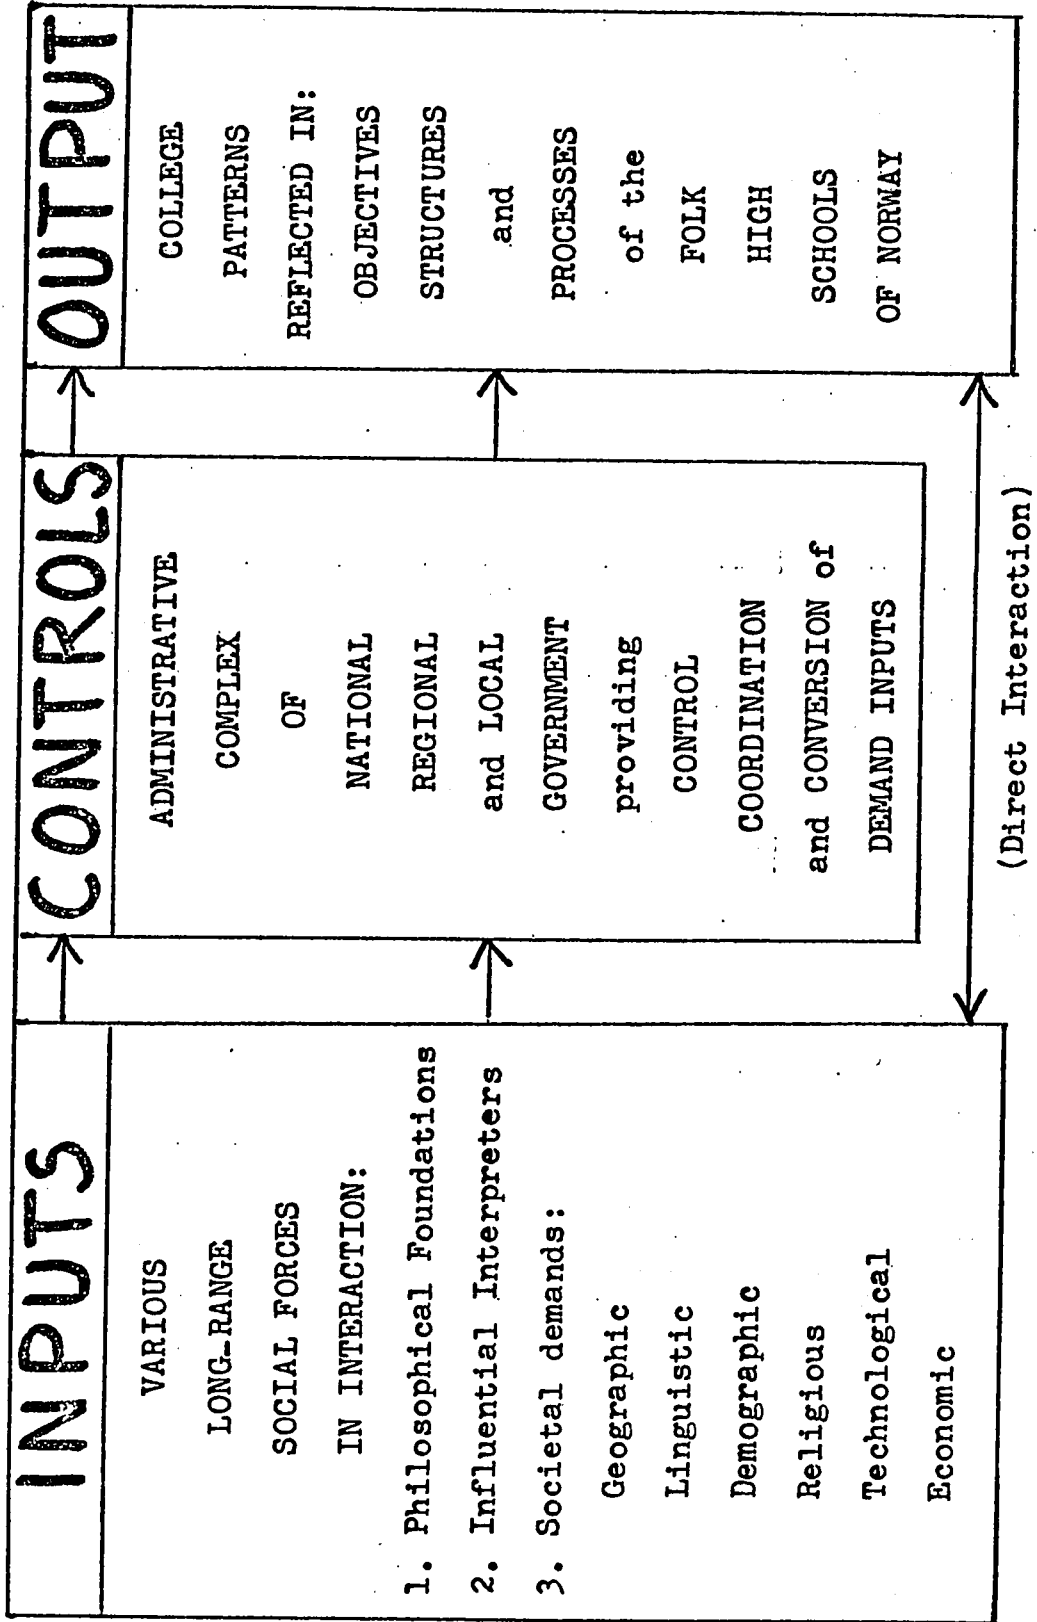 INPUTS
VARIOUS
LONG-RANGE
SOCIAL FORCES
IN INTERACTION:
1. Philosophical Foundations
2. Influential Interpreters
3. Societal demands:
Geographic
Linguistic
Demographic
Religious
Technological
Economic
CONTROLS
ADMINISTRATIVE
COMPLEX
OF
NATIONAL
REGIONAL
and LOCAL
GOVERNMENT
providing
CONTROL
COORDINATION
and CONVERSION of
DEMAND INPUTS
OUTPUT
COLLEGE
PATTERNS
REFLECTED IN:
OBJECTIVES
STRUCTURES
and
PROCESSES
of the
FOLK
HIGH
SCHOOLS
OF NORWAY
(Direct Interaction)